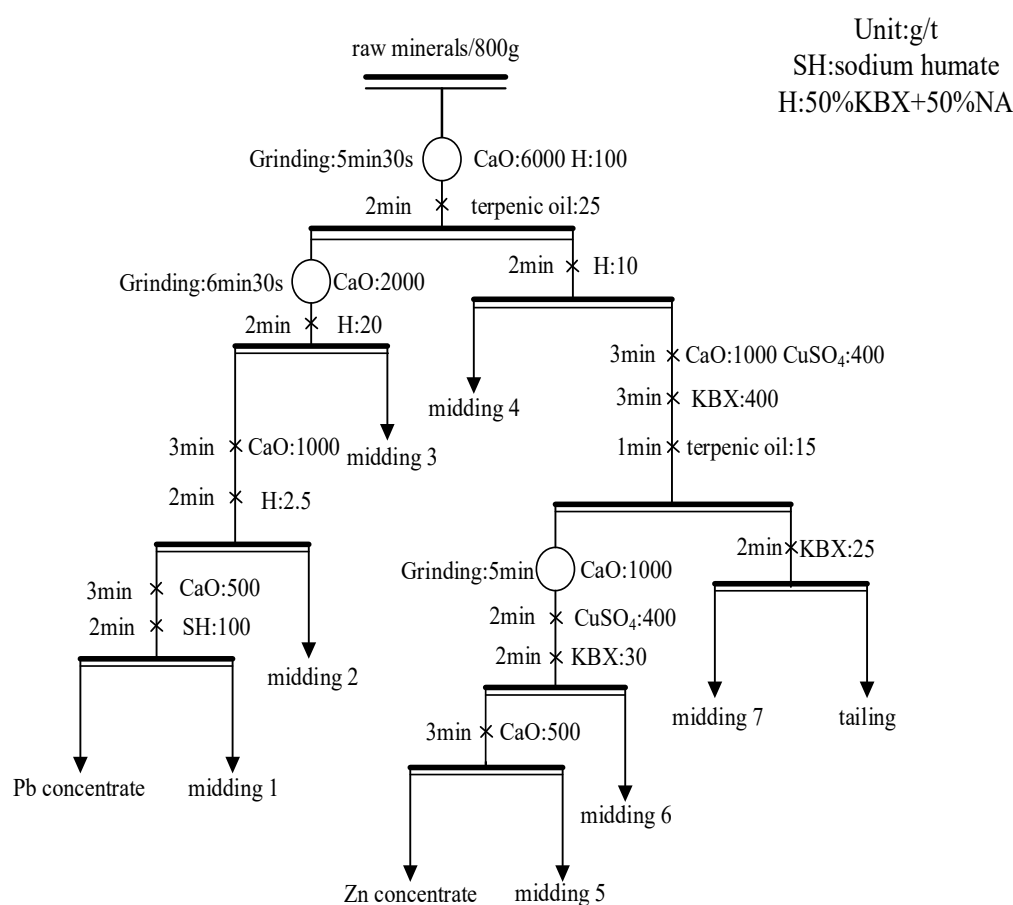 Unit:g/t
SH:sodium humate
H:50%KBX+50%NA
raw minerals/800g
Grinding:5min30s CaO:6000 H:100
2min terpenic oil:25
Grinding:6min30s CaO:2000
2min H:10
2min H:20
midding 4
midding 3
3min CaO:1000
2min H:2.5
3min CaO:1000 CuSO₄:400
3min KBX:400
1min terpenic oil:15
3min CaO:500
2min SH:100
midding 2
Pb concentrate
midding 1
Grinding:5min CaO:1000
2min CuSO₄:400
2min KBX:30
2min KBX:25
midding 7
tailing
3min CaO:500
midding 6
Zn concentrate
midding 5